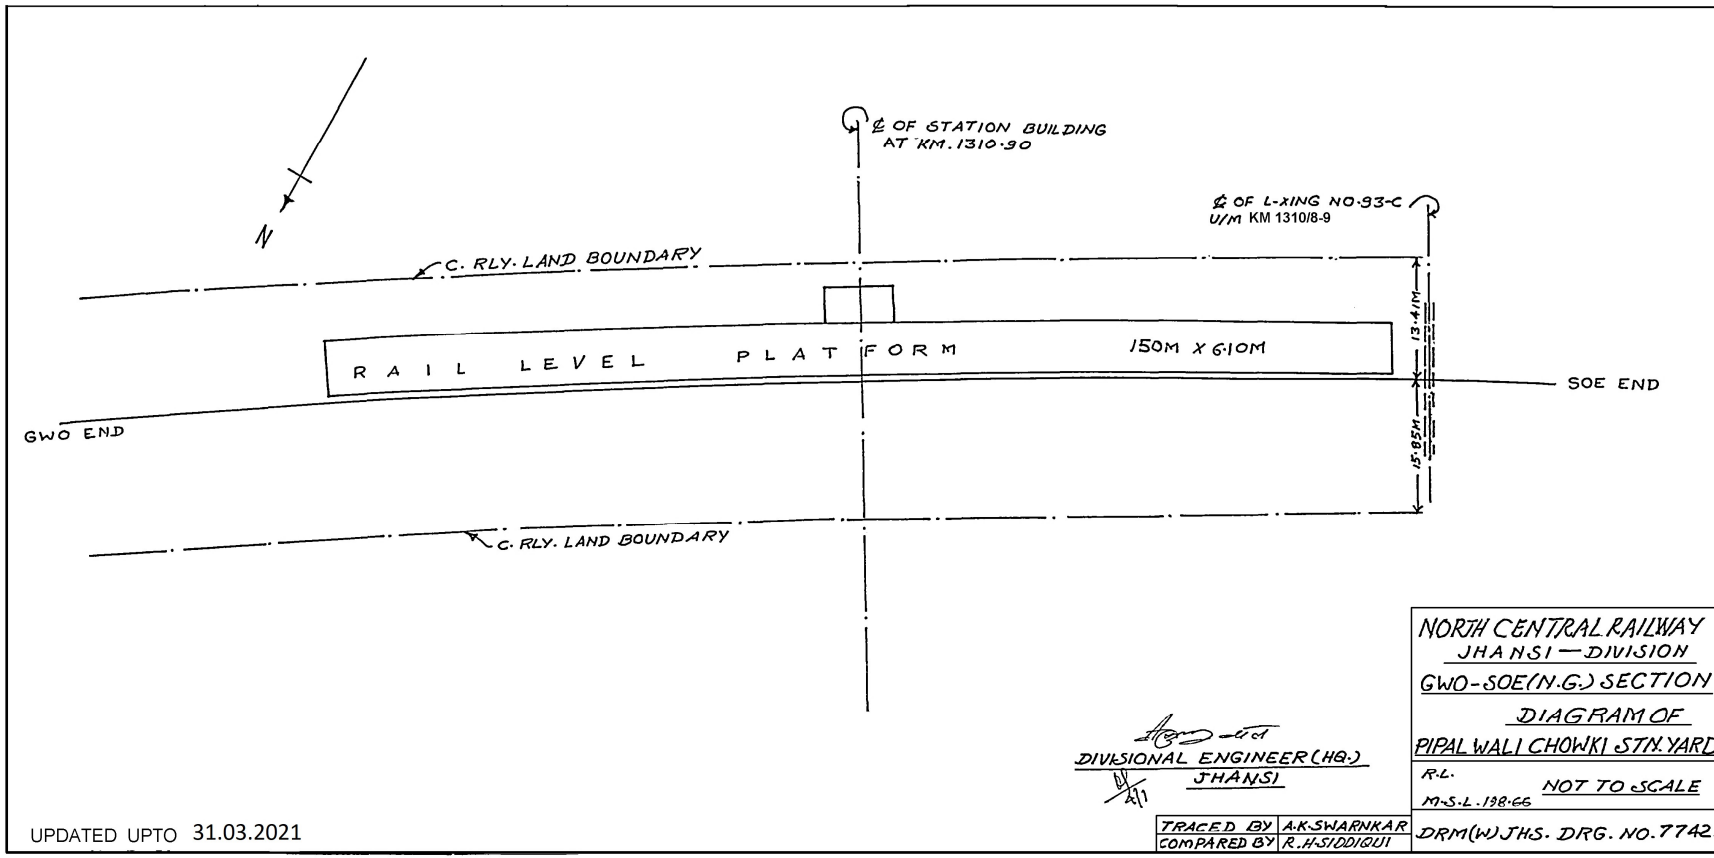 ₵ OF STATION BUILDING
AT KM. 1310·90
₵ OF L-XING NO·93-C
U/M KM 1310/8-9
N
C. RLY. LAND BOUNDARY
13·41M
RAIL LEVEL PLATFORM 150M X 6·10M
SOE END
GWO END
15·85M
C. RLY. LAND BOUNDARY
NORTH CENTRAL RAILWAY
JHANSI — DIVISION
GWO-SOE(N.G.) SECTION
DIAGRAM OF
PIPAL WALI CHOWKI STN. YARD
R.L.
M.S.L. 198·66
NOT TO SCALE
DRM(W) JHS. DRG. NO. 7742
DIVISIONAL ENGINEER (HQ.)
JHANSI
TRACED BY A.K. SWARNKAR
COMPARED BY R.H. SIDDIQUI
UPDATED UPTO 31.03.2021